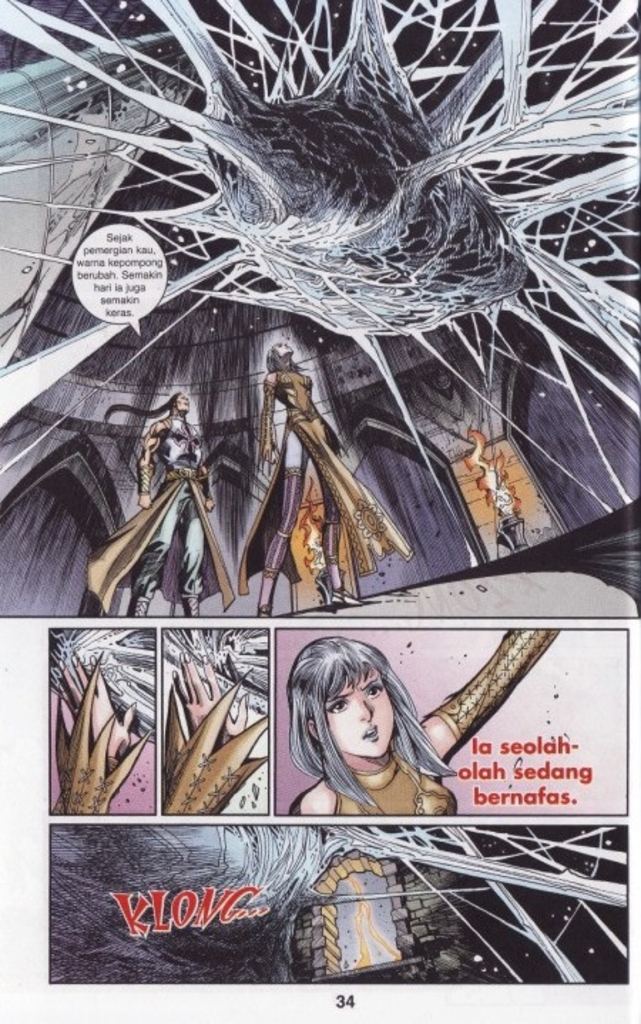 Sejak
pemergian kau,
warna kepompong
berubah. Semakin
hari ia juga
semakin
keras.
Ia seolah-
olah sedang
bernafas.
KLONG...
34